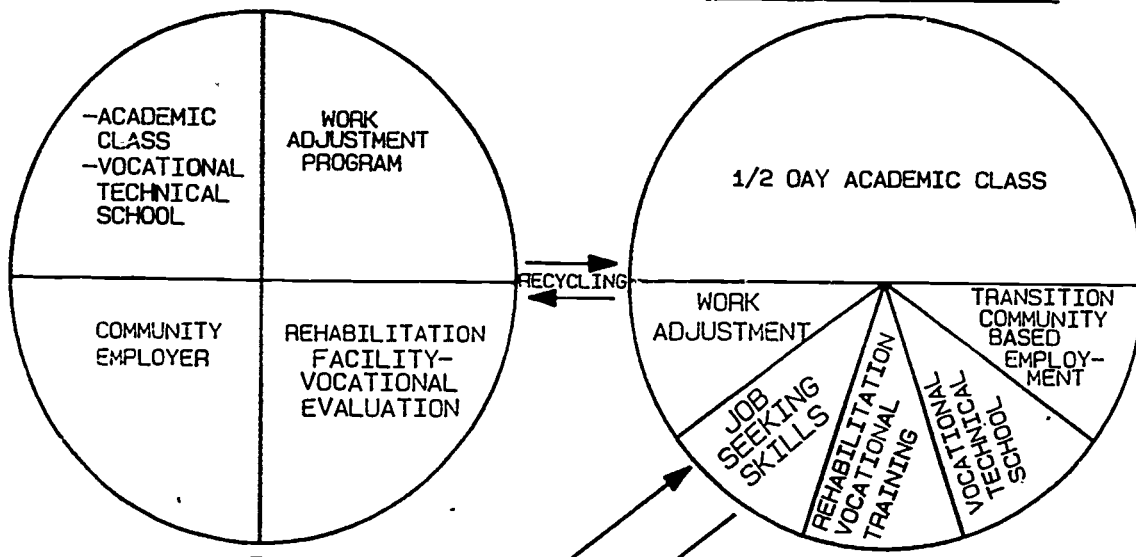 -ACADEMIC
CLASS
-VOCATIONAL
TECHNICAL
SCHOOL
WORK
ADJUSTMENT
PROGRAM
COMMUNITY
EMPLOYER
REHABILITATION
FACILITY-
VOCATIONAL
EVALUATION
RECYCLING
1/2 DAY ACADEMIC CLASS
WORK
ADJUSTMENT
JOB
SEEKING
SKILLS
REHABILITATION
VOCATIONAL
TRAINING
VOCATIONAL
TECHNICAL
SCHOOL
TRANSITION
COMMUNITY
BASED
EMPLOY-
MENT